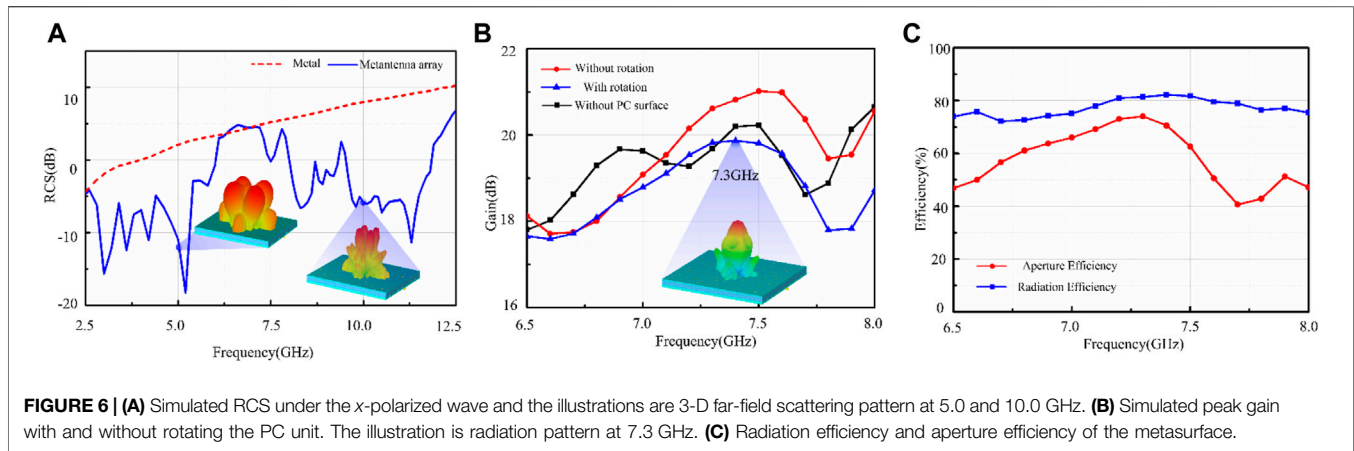 A
Metal
Metantenna array
10
0
-10
-20
RCS(dB)
2.5 5.0 7.5 10.0 12.5
Frequency(GHz)
B
22
20
18
16
Gain(dB)
Without rotation
With rotation
Without PC surface
7.3GHz
6.5 7.0 7.5 8.0
Frequency(GHz)
C
100
80
60
40
20
0
Efficiency(%)
Aperture Efficiency
Radiation Efficiency
6.5 7.0 7.5 8.0
Frequency(GHz)
FIGURE 6 | (A) Simulated RCS under the x-polarized wave and the illustrations are 3-D far-field scattering pattern at 5.0 and 10.0 GHz. (B) Simulated peak gain
with and without rotating the PC unit. The illustration is radiation pattern at 7.3 GHz. (C) Radiation efficiency and aperture efficiency of the metasurface.